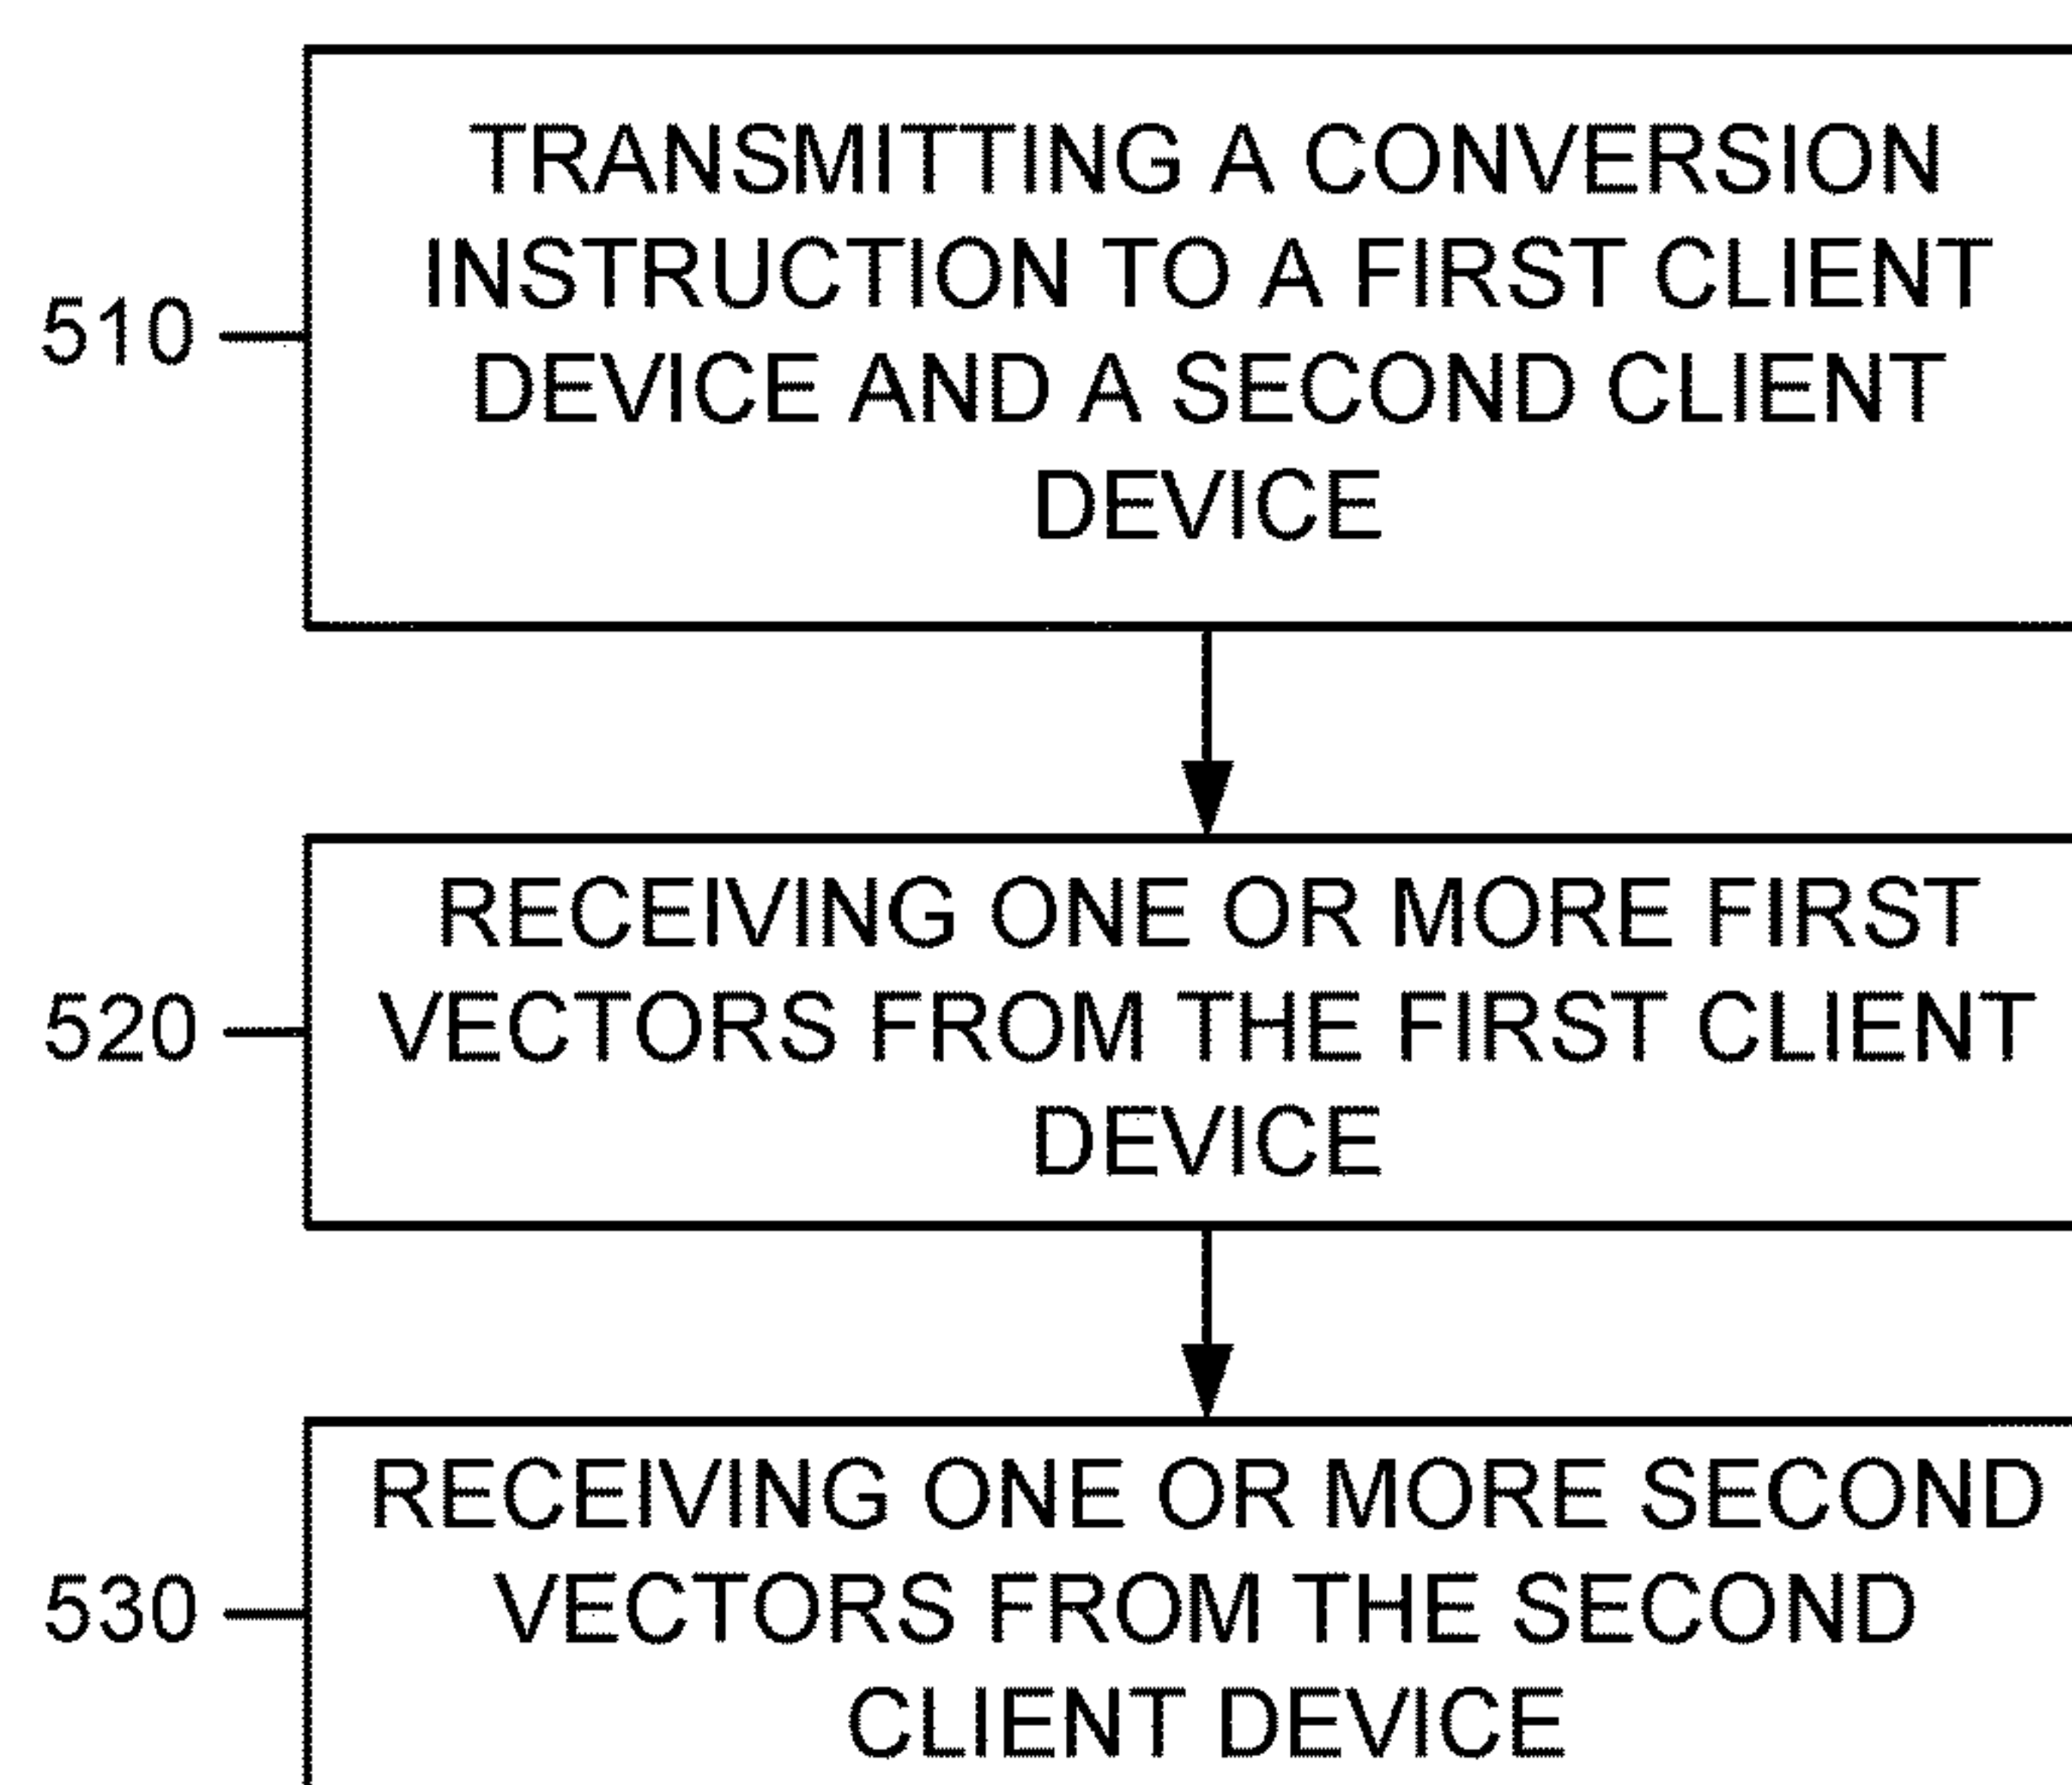 TRANSMITTING A CONVERSION
INSTRUCTION TO A FIRST CLIENT
DEVICE AND A SECOND CLIENT
DEVICE
510
RECEIVING ONE OR MORE FIRST
VECTORS FROM THE FIRST CLIENT
DEVICE
520
RECEIVING ONE OR MORE SECOND
VECTORS FROM THE SECOND
CLIENT DEVICE
530